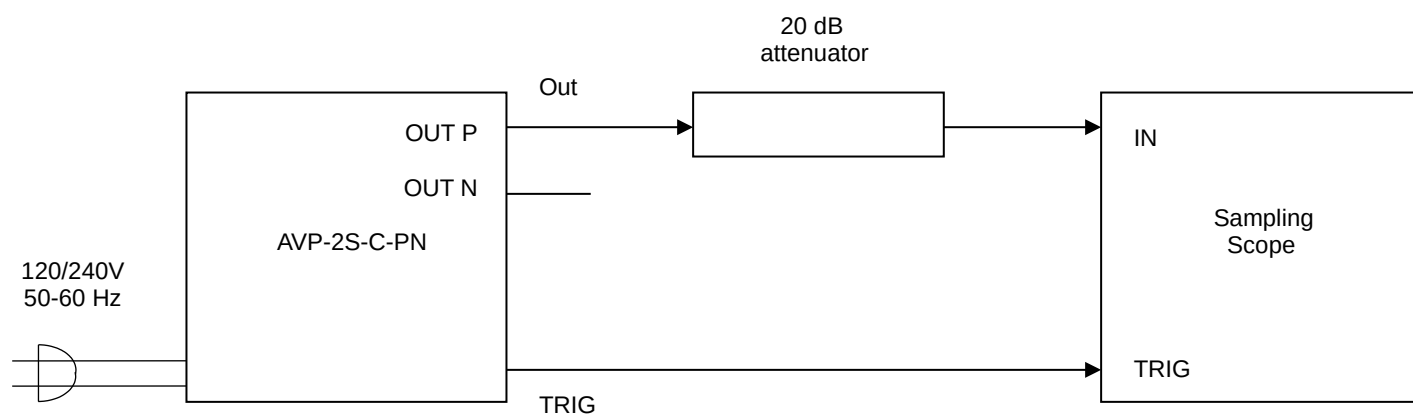 20 dB
attenuator
Out
OUT P
IN
OUT N
AVP-2S-C-PN
Sampling
Scope
120/240V
50-60 Hz
TRIG
TRIG